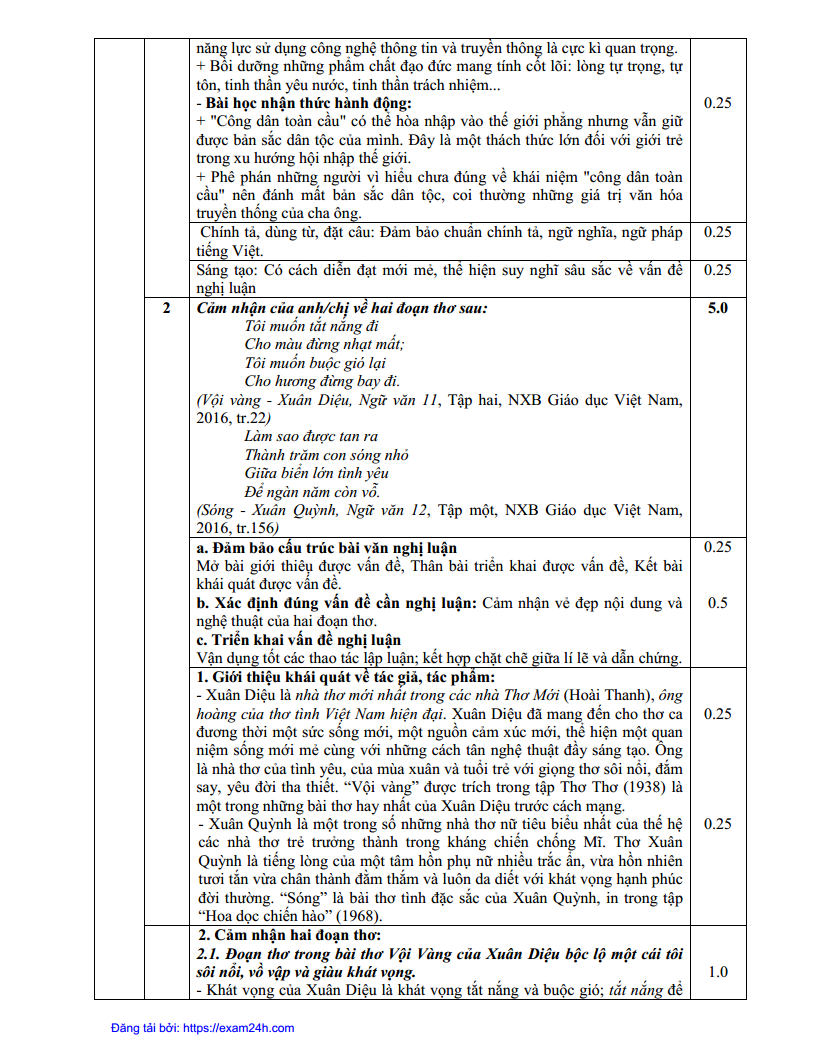 năng lực sử dụng công nghệ thông tin và truyền thông là cực kì quan trọng.
+ Bồi dưỡng những phẩm chất đạo đức mang tính cốt lõi: lòng tự trọng, tự
tôn, tinh thần yêu nước, tinh thần trách nhiệm...
- Bài học nhận thức hành động: 0.25
+ "Công dân toàn cầu" có thể hòa nhập vào thế giới phẳng nhưng vẫn giữ
được bản sắc dân tộc của mình. Đây là một thách thức lớn đối với giới trẻ
trong xu hướng hội nhập thế giới.
+ Phê phán những người vì hiểu chưa đúng về khái niệm "công dân toàn
cầu" nên đánh mất bản sắc dân tộc, coi thường những giá trị văn hóa
truyền thống của cha ông.
Chính tả, dùng từ, đặt câu: Đảm bảo chuẩn chính tả, ngữ nghĩa, ngữ pháp 0.25
tiếng Việt.
Sáng tạo: Có cách diễn đạt mới mẻ, thể hiện suy nghĩ sâu sắc về vấn đề 0.25
nghị luận
2 Cảm nhận của anh/chị về hai đoạn thơ sau: 5.0
Tôi muốn tắt nắng đi
Cho màu đừng nhạt mất;
Tôi muốn buộc gió lại
Cho hương đừng bay đi.
(Vội vàng - Xuân Diệu, Ngữ văn 11, Tập hai, NXB Giáo dục Việt Nam,
2016, tr.22)
Làm sao được tan ra
Thành trăm con sóng nhỏ
Giữa biển lớn tình yêu
Để ngàn năm còn vỗ.
(Sóng - Xuân Quỳnh, Ngữ văn 12, Tập một, NXB Giáo dục Việt Nam,
2016, tr.156)
a. Đảm bảo cấu trúc bài văn nghị luận 0.25
Mở bài giới thiệu được vấn đề, Thân bài triển khai được vấn đề, Kết bài
khái quát được vấn đề.
b. Xác định đúng vấn đề cần nghị luận: Cảm nhận vẻ đẹp nội dung và 0.5
nghệ thuật của hai đoạn thơ.
c. Triển khai vấn đề nghị luận
Vận dụng tốt các thao tác lập luận; kết hợp chặt chẽ giữa lí lẽ và dẫn chứng.
1. Giới thiệu khái quát về tác giả, tác phẩm:
- Xuân Diệu là nhà thơ mới nhất trong các nhà Thơ Mới (Hoài Thanh), ông
hoàng của thơ tình Việt Nam hiện đại. Xuân Diệu đã mang đến cho thơ ca 0.25
đương thời một sức sống mới, một nguồn cảm xúc mới, thể hiện một quan
niệm sống mới mẻ cùng với những cách tân nghệ thuật đầy sáng tạo. Ông
là nhà thơ của tình yêu, của mùa xuân và tuổi trẻ với giọng thơ sôi nổi, đắm
say, yêu đời tha thiết. “Vội vàng” được trích trong tập Thơ Thơ (1938) là
một trong những bài thơ hay nhất của Xuân Diệu trước cách mạng.
- Xuân Quỳnh là một trong số những nhà thơ nữ tiêu biểu nhất của thế hệ 0.25
các nhà thơ trẻ trưởng thành trong kháng chiến chống Mĩ. Thơ Xuân
Quỳnh là tiếng lòng của một tâm hồn phụ nữ nhiều trắc ẩn, vừa hồn nhiên
tươi tắn vừa chân thành đằm thắm và luôn da diết với khát vọng hạnh phúc
đời thường. “Sóng” là bài thơ tình đặc sắc của Xuân Quỳnh, in trong tập
“Hoa dọc chiến hào” (1968).
2. Cảm nhận hai đoạn thơ:
2.1. Đoạn thơ trong bài thơ Vội Vàng của Xuân Diệu bộc lộ một cái tôi
sôi nổi, vồ vập và giàu khát vọng. 1.0
- Khát vọng của Xuân Diệu là khát vọng tắt nắng và buộc gió; tắt nắng để
Đăng tải bởi: https://exam24h.com